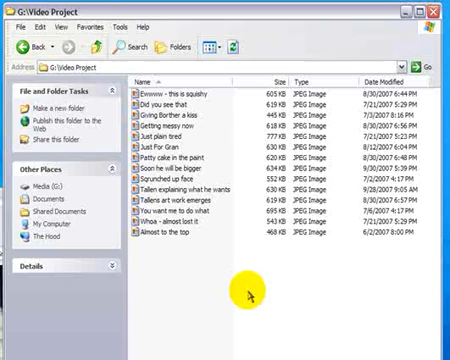 G:\Video Project
File Edit View Favorites Tools Help
Back Search Folders
Address G:\Video Project Go
File and Folder Tasks
Make a new folder
Publish this folder to the Web
Share this folder
Other Places
Media (G:)
Documents
Shared Documents
My Computer
The Hood
Details
Name Size Type Date Modified
Ewwww - this is squishy 605 KB JPEG Image 8/30/2007 6:44 PM
Did you see that 619 KB JPEG Image 7/21/2007 5:29 PM
Giving Borther a kiss 445 KB JPEG Image 7/3/2007 8:16 PM
Getting messy now 618 KB JPEG Image 8/30/2007 6:56 PM
Just plain tired 777 KB JPEG Image 7/21/2007 5:23 PM
Just For Gran 630 KB JPEG Image 8/12/2007 6:04 PM
Patty cake in the paint 620 KB JPEG Image 8/30/2007 6:48 PM
Soon he will be bigger 634 KB JPEG Image 7/21/2007 5:39 PM
Sqrunched up face 552 KB JPEG Image 7/2/2007 4:17 PM
Tallen explaining what he wants 630 KB JPEG Image 9/28/2007 9:05 AM
Tallens art work emerges 619 KB JPEG Image 8/30/2007 6:57 PM
You want me to do what 695 KB JPEG Image 7/6/2007 4:17 PM
Whoa - almost lost it 543 KB JPEG Image 7/21/2007 5:29 PM
Almost to the top 468 KB JPEG Image 6/2/2007 8:00 PM